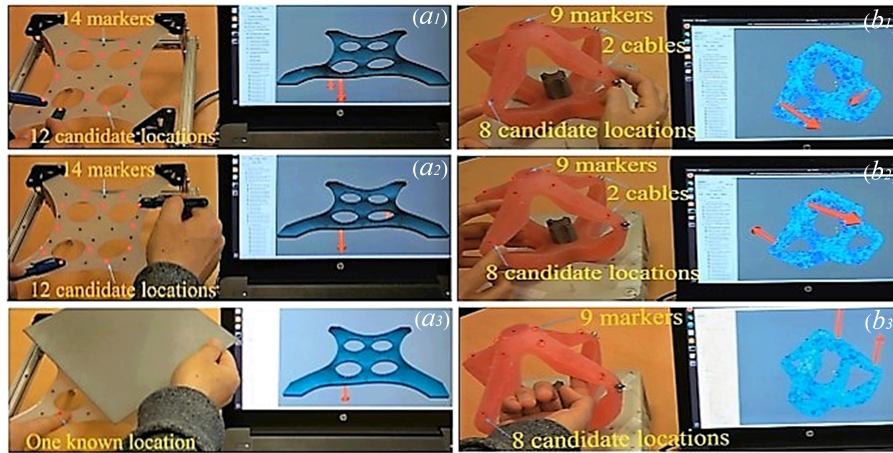 14 markers
(a1)
12 candidate locations
9 markers
2 cables
(b1)
8 candidate locations
14 markers
(a2)
12 candidate locations
9 markers
2 cables
(b2)
8 candidate locations
(a3)
One known location
9 markers
(b3)
8 candidate locations